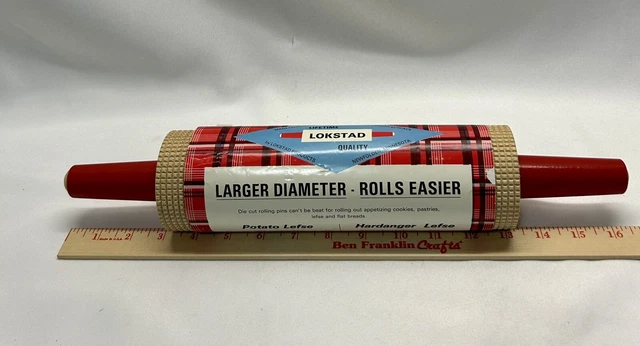 LIFETIME
LOKSTAD
QUALITY
LARGER DIAMETER - ROLLS EASIER
Die cut rolling pins can't be beat for rolling out appetizing cookies, pastries,
lefse and flat breads.
Potato Lefse Hardanger Lefse
1 2 3 4 5 6 7 8 9 10 11 12 13 14 15 16
Ben Franklin Crafts